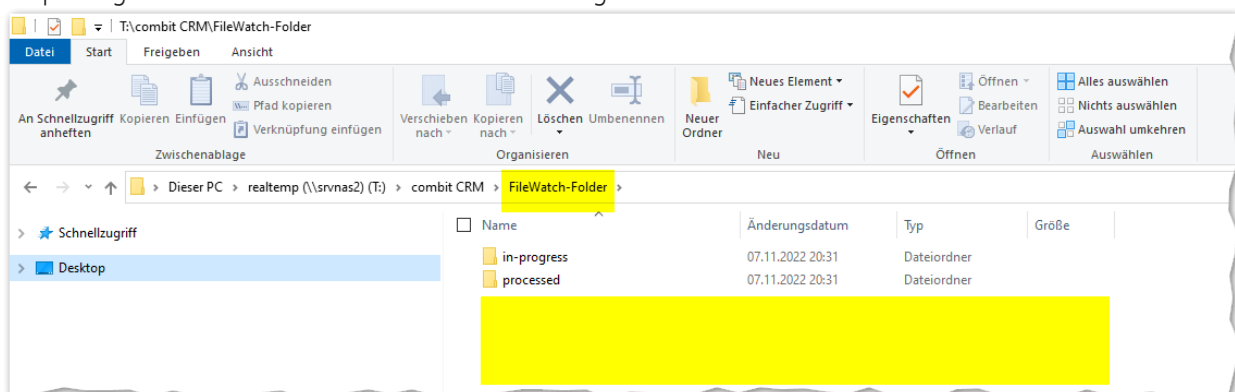 T:\combit CRM\FileWatch-Folder
Datei Start Freigeben Ansicht
An Schnellzugriff anheften
Kopieren
Einfügen
Ausschneiden
Pfad kopieren
Verknüpfung einfügen
Zwischenablage
Verschieben nach
Kopieren nach
Löschen
Umbenennen
Organisieren
Neuer Ordner
Neues Element
Einfacher Zugriff
Neu
Eigenschaften
Öffnen
Bearbeiten
Verlauf
Öffnen
Alles auswählen
Nichts auswählen
Auswahl umkehren
Auswählen
Dieser PC > realtemp (\\srvnas2) (T:) > combit CRM > FileWatch-Folder >
Schnellzugriff
Desktop
Name Änderungsdatum Typ Größe
in-progress 07.11.2022 20:31 Dateiordner
processed 07.11.2022 20:31 Dateiordner